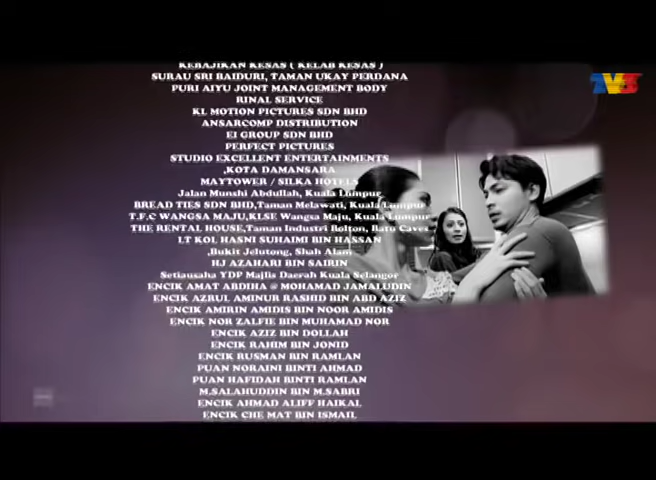 KEBAJIKAN KESAS ( KELAB KESAS )
SURAU SRI BAIDURI, TAMAN UKAY PERDANA
PURI AIYU JOINT MANAGEMENT BODY
RINAL SERVICE
KL MOTION PICTURES SDN BHD
ANSARCOMP DISTRIBUTION
EI GROUP SDN BHD
PERFECT PICTURES
STUDIO EXCELLENT ENTERTAINMENTS
,KOTA DAMANSARA
MAYTOWER / SILKA HOTELS
Jalan Munshi Abdullah, Kuala Lumpur
BREAD TIES SDN BHD,Taman Melawati, Kuala Lumpur
T.F.C WANGSA MAJU,KLSE Wangsa Maju, Kuala Lumpur
THE RENTAL HOUSE,Taman Industri Bolton, Batu Caves
LT KOL HASNI SUHAIMI BIN HASSAN
,Bukit Jelutong, Shah Alam
HJ AZAHARI BIN SAIRIN
Setiausaha YDP Majlis Daerah Kuala Selangor
ENCIK AMAT ABDIHA @ MOHAMAD JAMALUDIN
ENCIK AZRUL AMINUR RASHID BIN ABD AZIZ
ENCIK AMIRIN AMIDIS BIN NOOR AMIDIS
ENCIK NOR ZALFIE BIN MUHAMAD NOR
ENCIK AZIZ BIN DOLLAH
ENCIK RAHIM BIN JONID
ENCIK RUSMAN BIN RAMLAN
PUAN NORAINI BINTI AHMAD
PUAN HAFIDAH BINTI RAMLAN
M.SALAHUDDIN BIN M.SABRI
ENCIK AHMAD ALIFF HAIKAL
ENCIK CHE MAT BIN ISMAIL
TV3